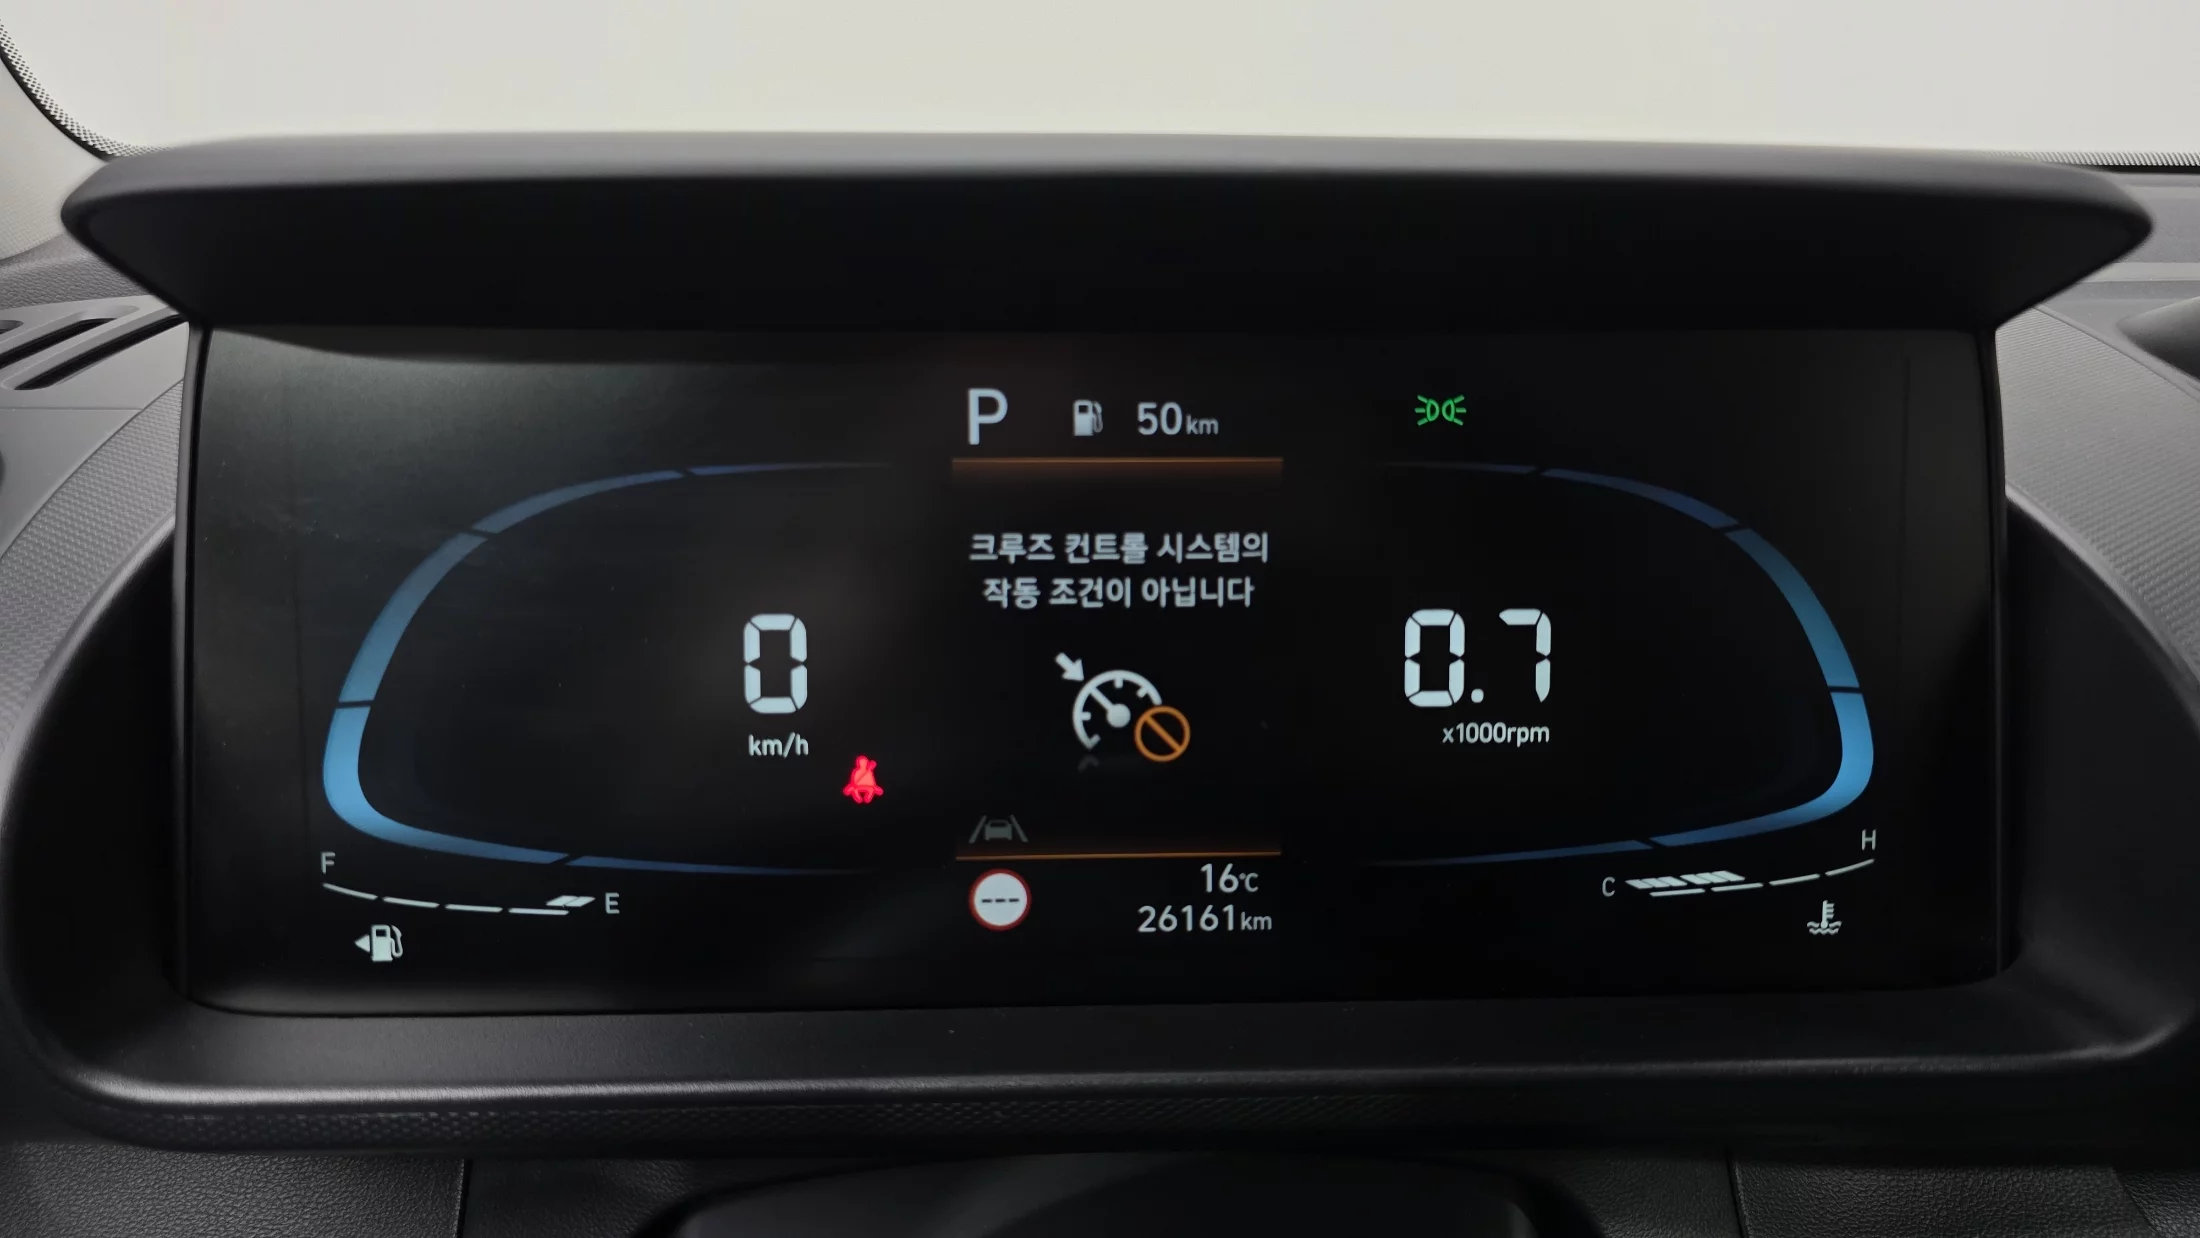 P 50km
크루즈 컨트롤 시스템의
작동 조건이 아닙니다
0
km/h
0.7
x1000rpm
F
E
C
H
---
16℃
26161km